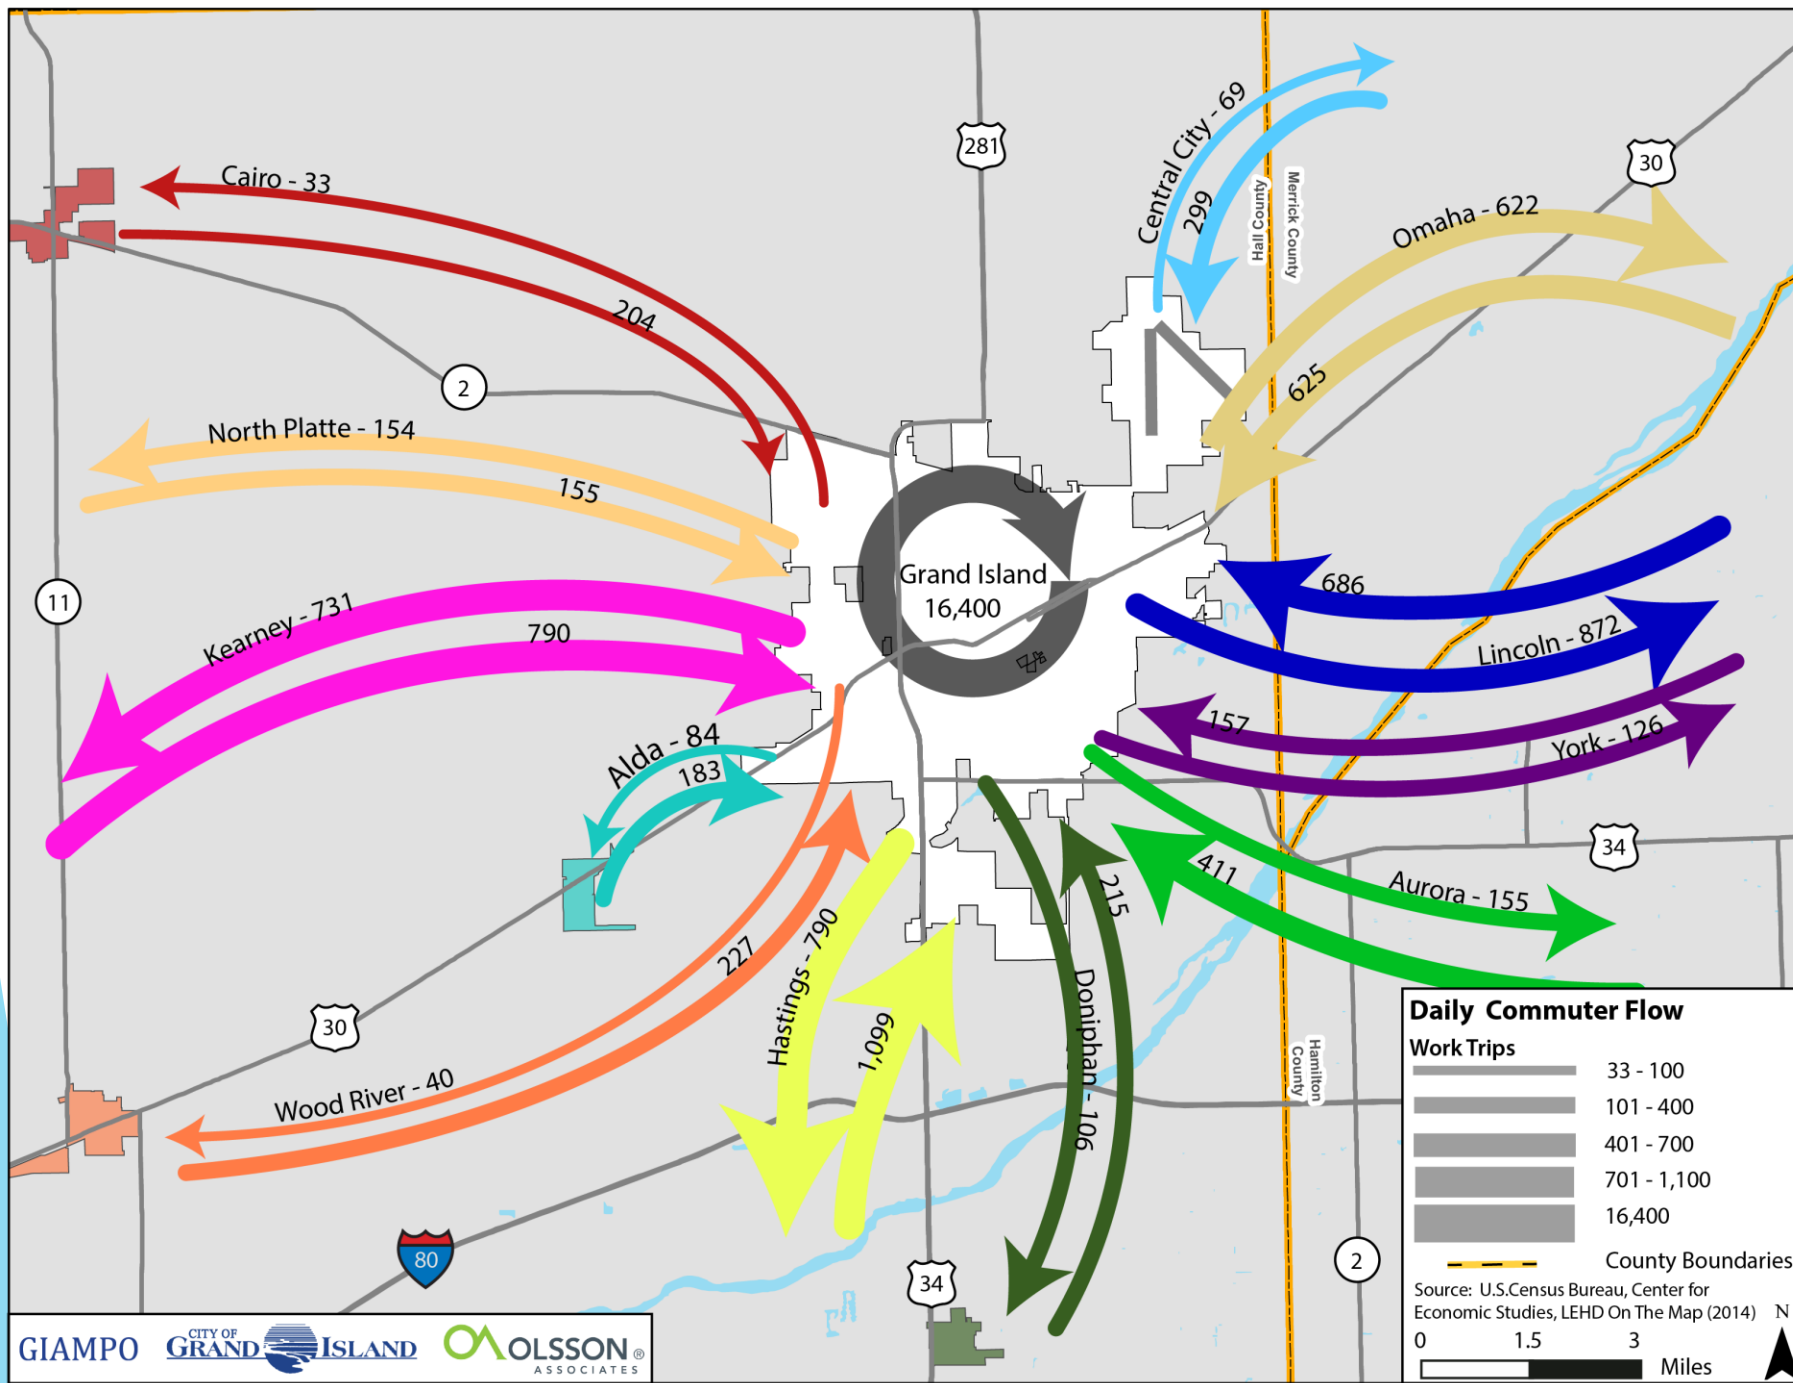 Central City - 69
299
281
30
Hall County
Merrick County
Omaha - 622
625
Cairo - 33
204
2
North Platte - 154
155
11
Kearney - 731
790
Grand Island
16,400
686
Lincoln - 872
157
York - 126
Alda - 84
183
411
Aurora - 155
34
215
Doniphan - 106
Hastings - 790
1,099
227
Wood River - 40
30
80
34
2
Hamilton
County
Daily Commuter Flow
Work Trips
33 - 100
101 - 400
401 - 700
701 - 1,100
16,400
County Boundaries
Source: U.S.Census Bureau, Center for
Economic Studies, LEHD On The Map (2014)
N
0 1.5 3
Miles
GIAMPO
CITY OF
GRAND ISLAND
OLSSON ®
ASSOCIATES